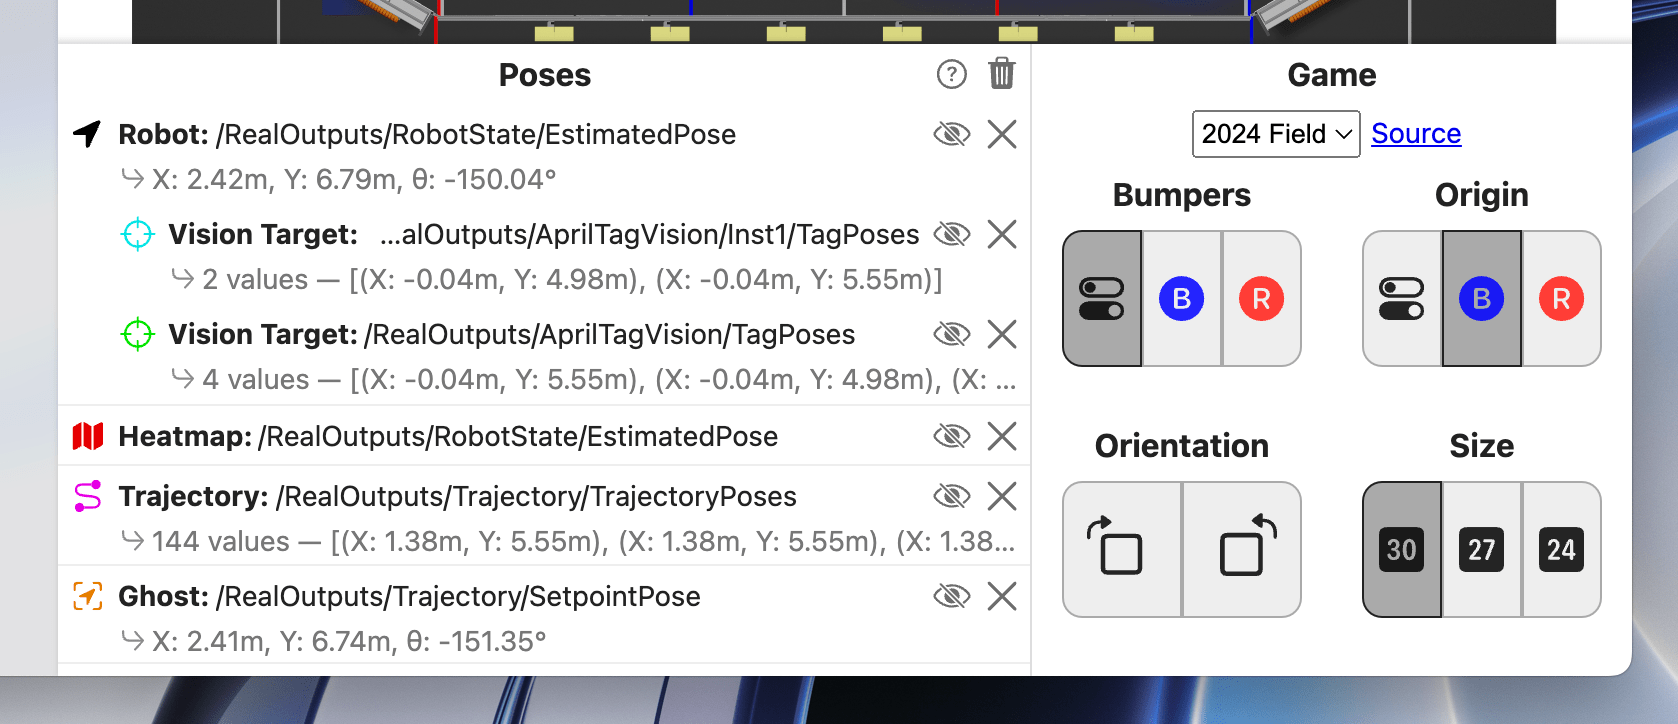 Poses
?
Robot: /RealOutputs/RobotState/EstimatedPose
X: 2.42m, Y: 6.79m, θ: -150.04°
Vision Target: ...alOutputs/AprilTagVision/Inst1/TagPoses
2 values — [(X: -0.04m, Y: 4.98m), (X: -0.04m, Y: 5.55m)]
Vision Target: /RealOutputs/AprilTagVision/TagPoses
4 values — [(X: -0.04m, Y: 5.55m), (X: -0.04m, Y: 4.98m), (X: ...
Heatmap: /RealOutputs/RobotState/EstimatedPose
Trajectory: /RealOutputs/Trajectory/TrajectoryPoses
144 values — [(X: 1.38m, Y: 5.55m), (X: 1.38m, Y: 5.55m), (X: 1.38...
Ghost: /RealOutputs/Trajectory/SetpointPose
X: 2.41m, Y: 6.74m, θ: -151.35°
Game
2024 Field Source
Bumpers
B R
Origin
B R
Orientation
Size
30 27 24